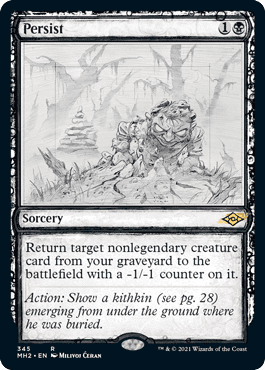 Persist 1
Sorcery
Return target nonlegendary creature
card from your graveyard to the
battlefield with a -1/-1 counter on it.
Action: Show a kithkin (see pg. 28)
emerging from under the ground where
he was buried.
345 R
MH2 • EN Milivoj Ćeran ™ & © 2021 Wizards of the Coast